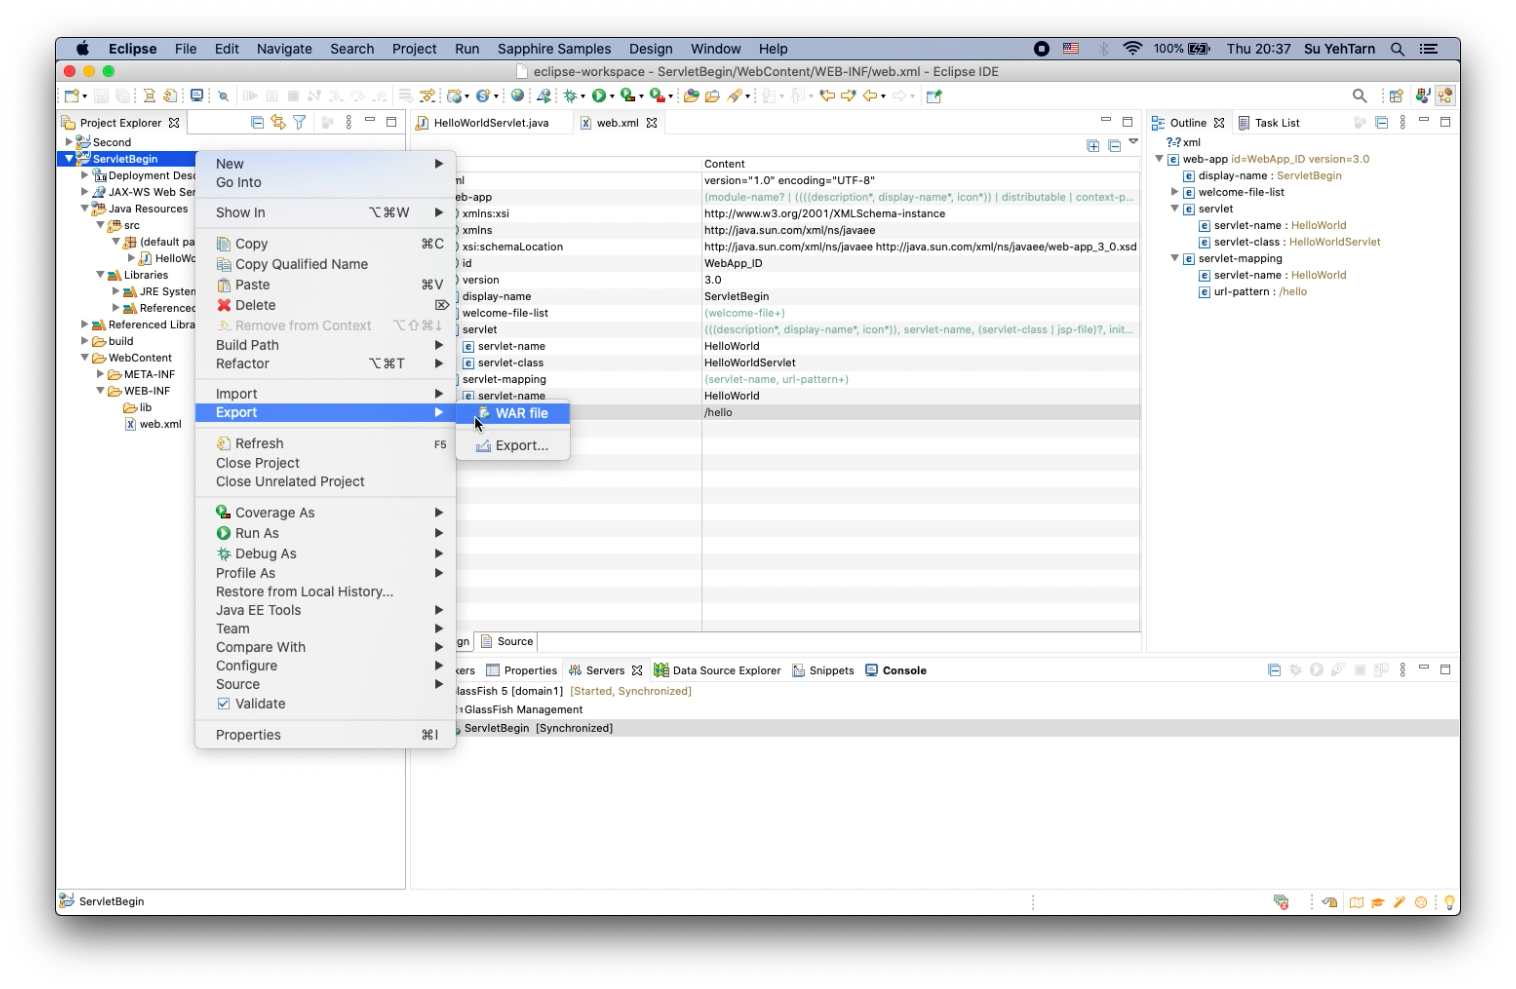 Eclipse File Edit Navigate Search Project Run Sapphire Samples Design Window Help 100% Thu 20:37 Su YehTarn
eclipse-workspace - ServletBegin/WebContent/WEB-INF/web.xml - Eclipse IDE
Project Explorer
Second
ServletBegin
Deployment Desc
JAX-WS Web Ser
Java Resources
src
(default pa
HelloWo
Libraries
JRE System
Referenced
Referenced Libra
build
WebContent
META-INF
WEB-INF
lib
web.xml
New
Go Into
Show In ⌥⌘W
Copy ⌘C
Copy Qualified Name
Paste ⌘V
Delete ⌦
Remove from Context ⌥⇧⌘↓
Build Path
Refactor ⌥⌘T
Import
Export
Refresh F5
Close Project
Close Unrelated Project
Coverage As
Run As
Debug As
Profile As
Restore from Local History...
Java EE Tools
Team
Compare With
Configure
Source
Validate
Properties ⌘I
WAR file
Export...
HelloWorldServlet.java web.xml
Content
ml version="1.0" encoding="UTF-8"
eb-app (module-name? | ((((description*, display-name*, icon*)) | distributable | context-p...
xmlns:xsi http://www.w3.org/2001/XMLSchema-instance
xmlns http://java.sun.com/xml/ns/javaee
xsi:schemaLocation http://java.sun.com/xml/ns/javaee http://java.sun.com/xml/ns/javaee/web-app_3_0.xsd
id WebApp_ID
version 3.0
display-name ServletBegin
welcome-file-list (welcome-file+)
servlet (((description*, display-name*, icon*)), servlet-name, (servlet-class | jsp-file)?, init...
servlet-name HelloWorld
servlet-class HelloWorldServlet
servlet-mapping (servlet-name, url-pattern+)
servlet-name HelloWorld
/hello
gn Source
Outline Task List
?=? xml
web-app id=WebApp_ID version=3.0
display-name : ServletBegin
welcome-file-list
servlet
servlet-name : HelloWorld
servlet-class : HelloWorldServlet
servlet-mapping
servlet-name : HelloWorld
url-pattern : /hello
kers Properties Servers Data Source Explorer Snippets Console
lassFish 5 [domain1] [Started, Synchronized]
GlassFish Management
ServletBegin [Synchronized]
ServletBegin